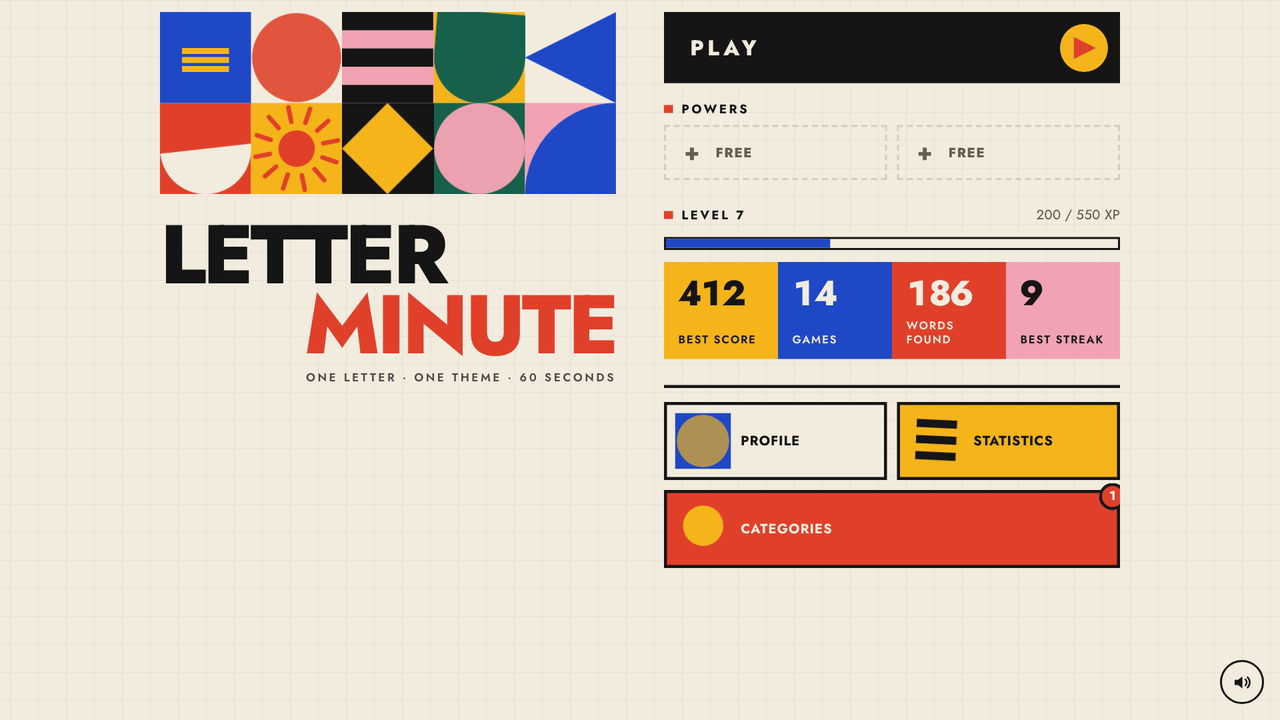 LETTER
MINUTE
ONE LETTER · ONE THEME · 60 SECONDS
PLAY
POWERS
+ FREE
+ FREE
LEVEL 7
200 / 550 XP
412
BEST SCORE
14
GAMES
186
WORDS
FOUND
9
BEST STREAK
PROFILE
STATISTICS
1
CATEGORIES